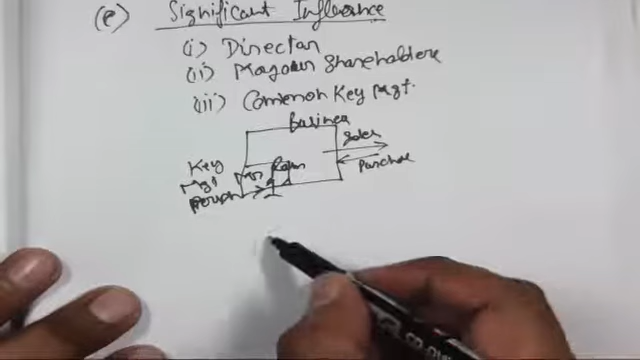 (e) Significant Influence
(i) Director
(ii) Major Shareholders
(iii) Common Key Mgt.
Business
Sales
Purchase
Key
Mgt
Person